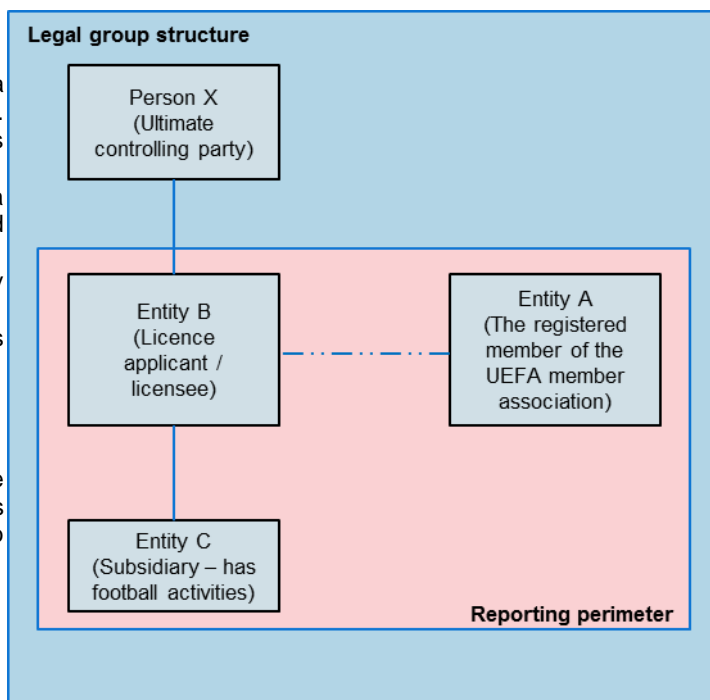 Legal group structure
a
.
s
Person X
(Ultimate
controlling party)
a
d
y
s
Entity B
(Licence
applicant /
licensee)
Entity A
(The registered
member of the
UEFA member
association)
e
s
Entity C
(Subsidiary – has
football activities)
Reporting perimeter